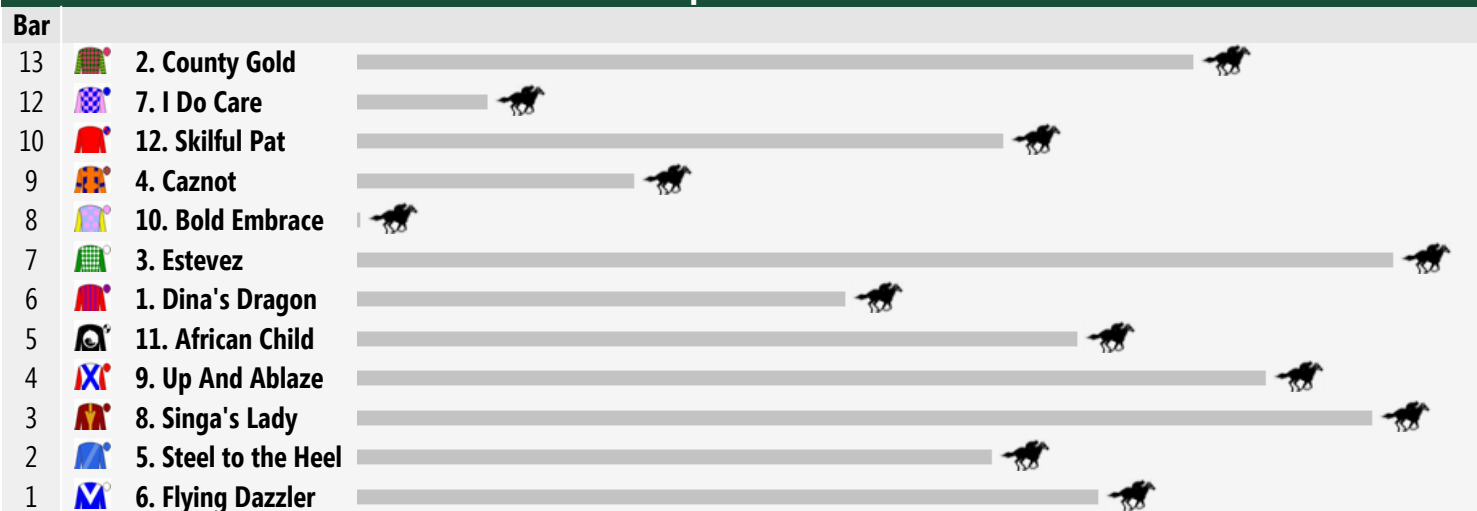 Bar
13 2. County Gold
12 7. I Do Care
10 12. Skilful Pat
9 4. Caznot
8 10. Bold Embrace
7 3. Estevez
6 1. Dina's Dragon
5 11. African Child
4 9. Up And Ablaze
3 8. Singa's Lady
2 5. Steel to the Heel
1 6. Flying Dazzler